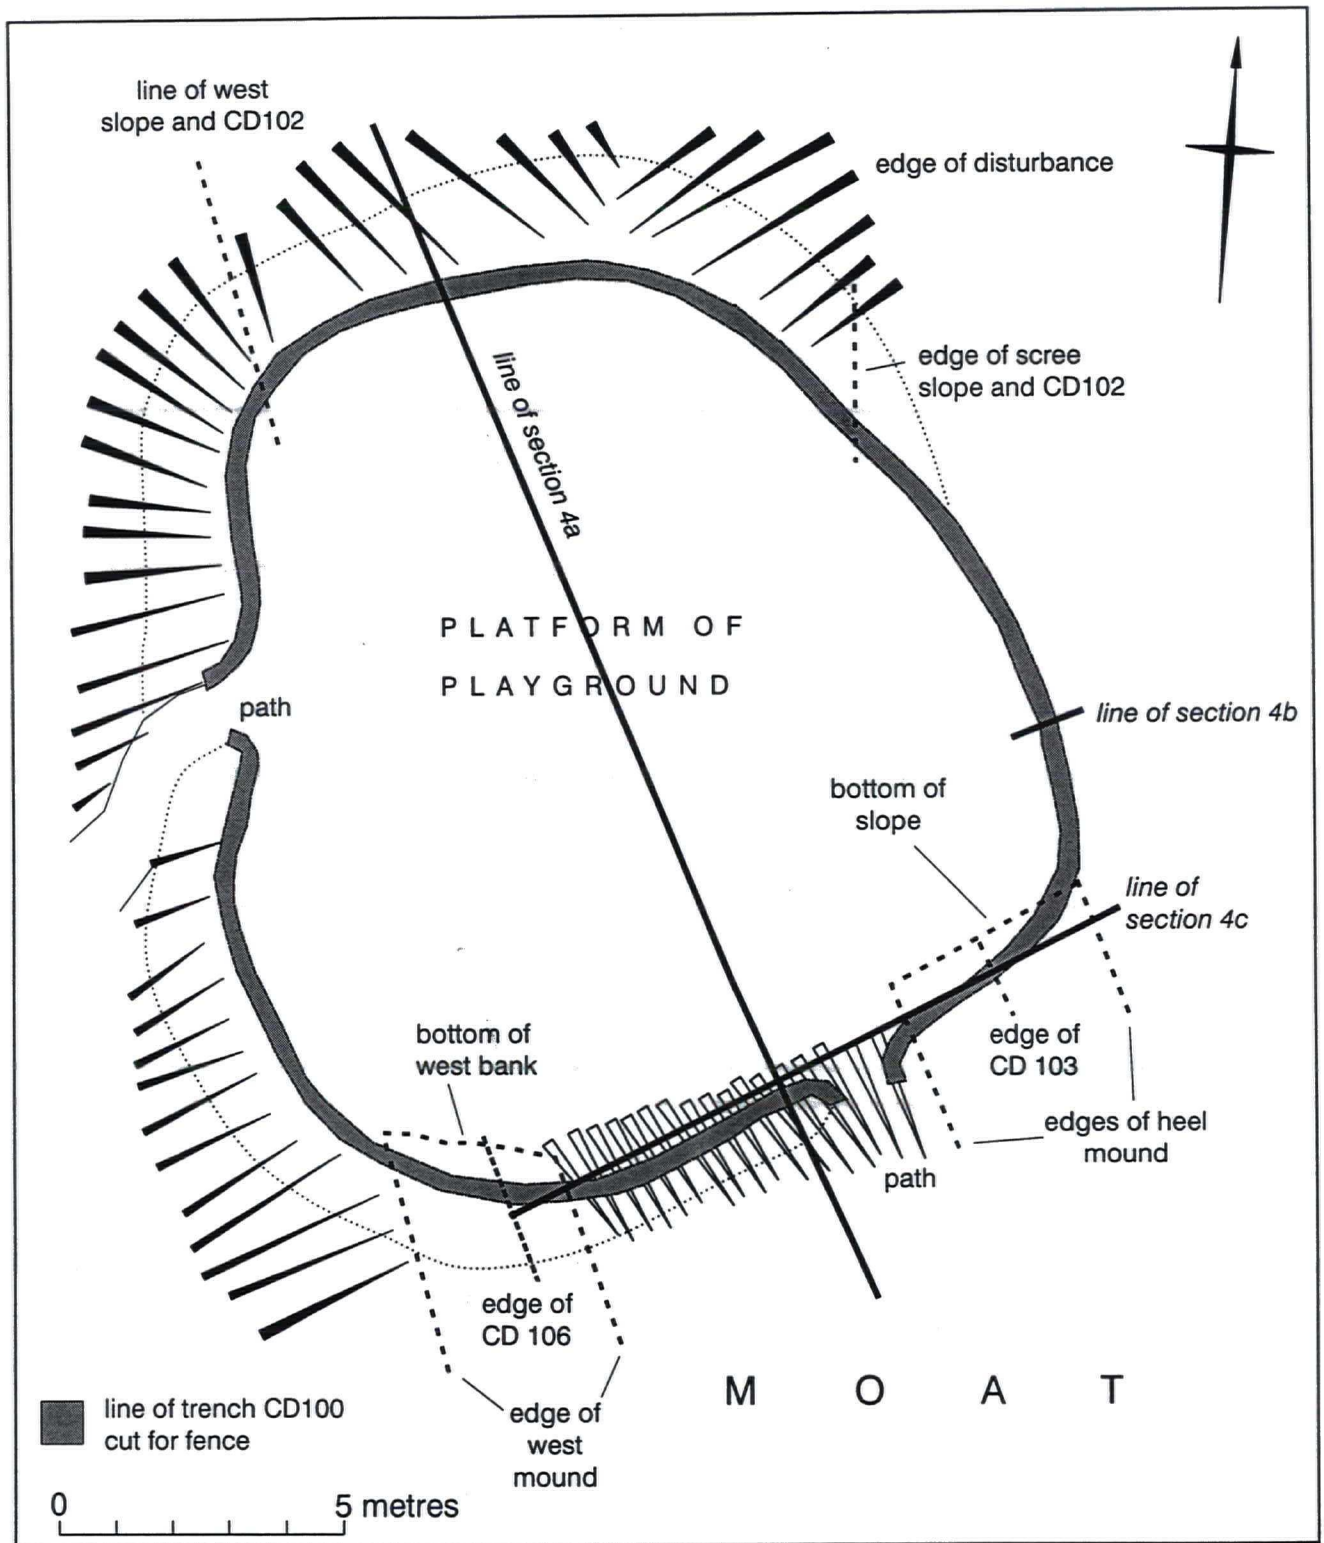 line of west
slope and CD102
edge of disturbance
edge of scree
slope and CD102
line of section 4a
PLATFORM OF
PLAYGROUND
path
line of section 4b
bottom of
slope
line of
section 4c
bottom of
west bank
edge of
CD 103
edges of heel
mound
path
edge of
CD 106
M O A T
edge of
west
mound
line of trench CD100
cut for fence
0 5 metres